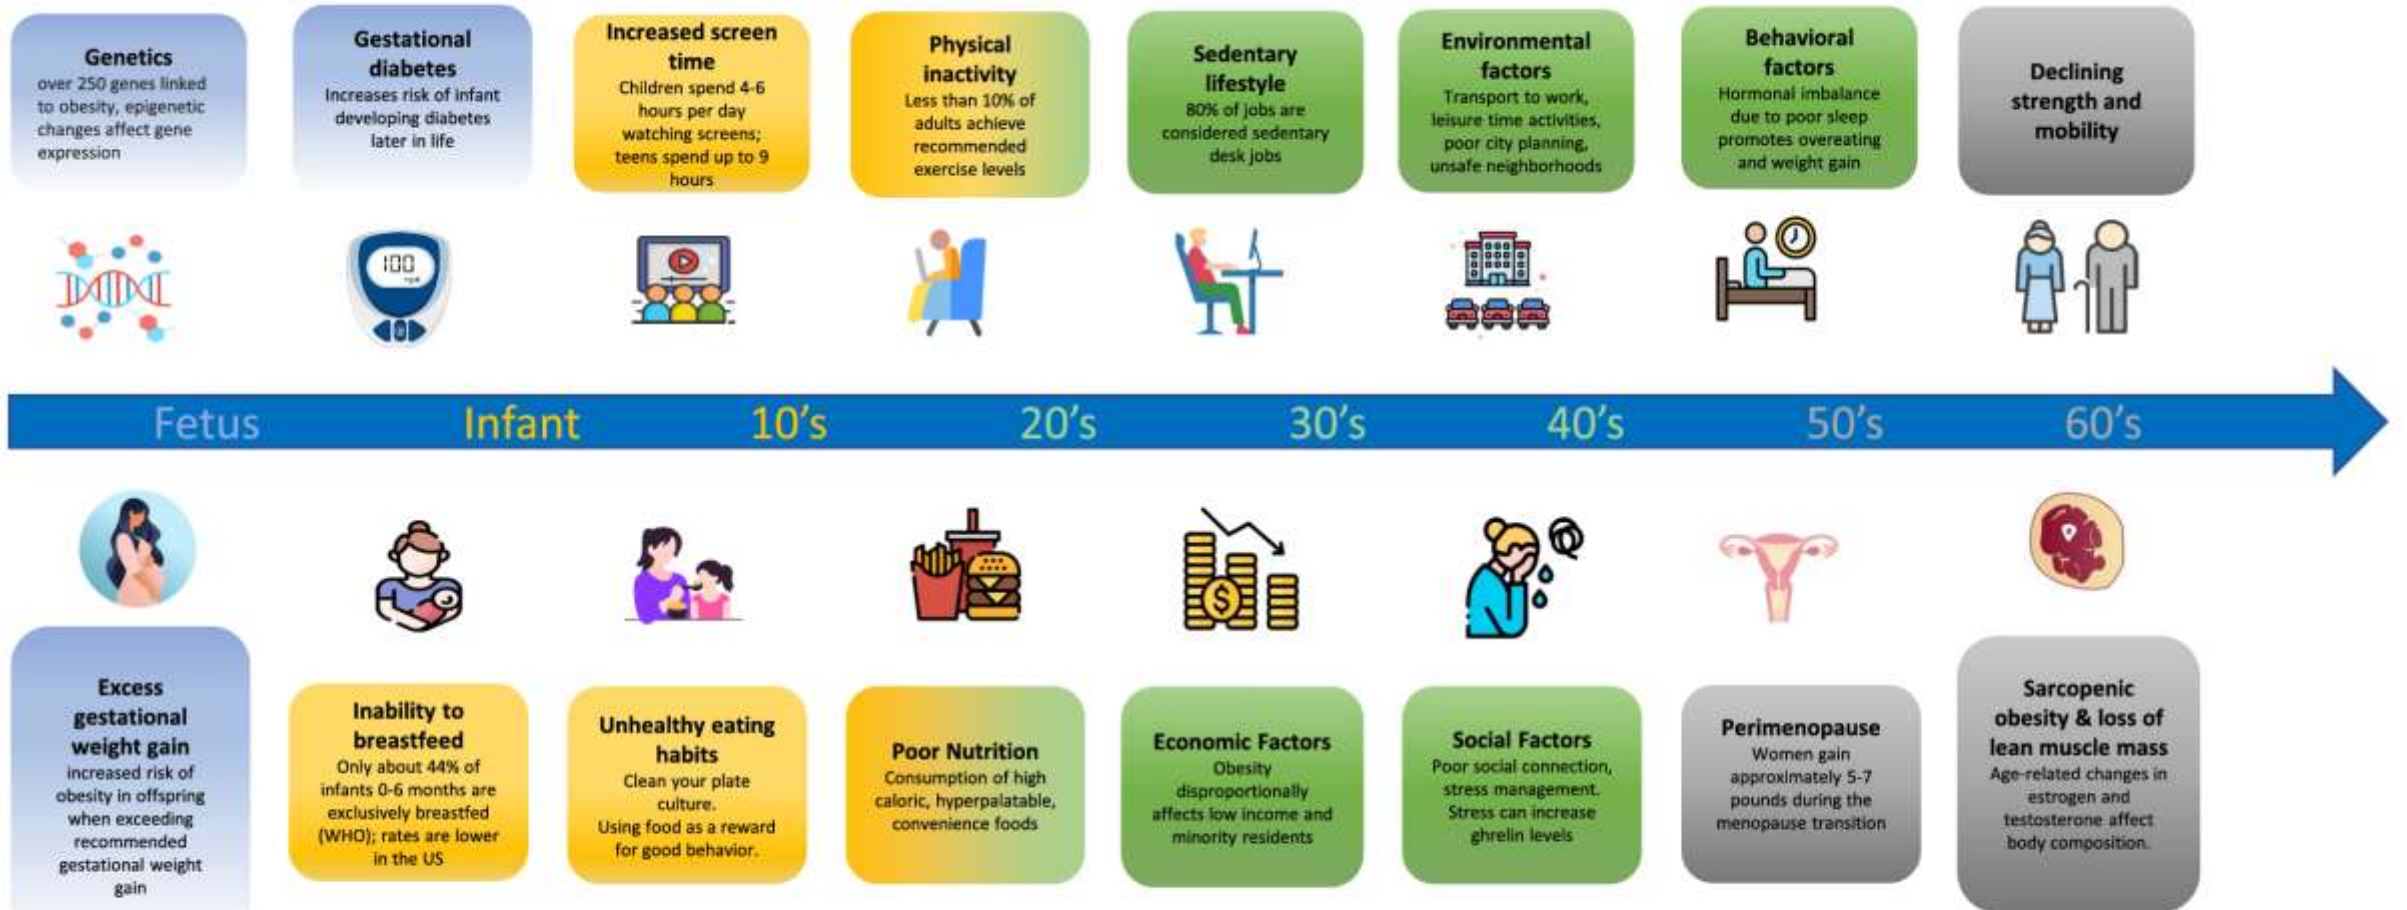 Genetics
over 250 genes linked
to obesity, epigenetic
changes affect gene
expression
Gestational
diabetes
Increases risk of infant
developing diabetes
later in life
Increased screen
time
Children spend 4-6
hours per day
watching screens;
teens spend up to 9
hours
Physical
inactivity
Less than 10% of
adults achieve
recommended
exercise levels
Sedentary
lifestyle
80% of jobs are
considered sedentary
desk jobs
Environmental
factors
Transport to work,
leisure time activities,
poor city planning,
unsafe neighborhoods
Behavioral
factors
Hormonal imbalance
due to poor sleep
promotes overeating
and weight gain
Declining
strength and
mobility
100
Fetus
Infant
10's
20's
30's
40's
50's
60's
Excess
gestational
weight gain
increased risk of
obesity in offspring
when exceeding
recommended
gestational weight
gain
Inability to
breastfeed
Only about 44% of
infants 0-6 months are
exclusively breastfed
(WHO); rates are lower
in the US
Unhealthy eating
habits
Clean your plate
culture.
Using food as a reward
for good behavior.
Poor Nutrition
Consumption of high
caloric, hyperpalatable,
convenience foods
Economic Factors
Obesity
disproportionally
affects low income and
minority residents
Social Factors
Poor social connection,
stress management.
Stress can increase
ghrelin levels
Perimenopause
Women gain
approximately 5-7
pounds during the
menopause transition
Sarcopenic
obesity & loss of
lean muscle mass
Age-related changes in
estrogen and
testosterone affect
body composition.